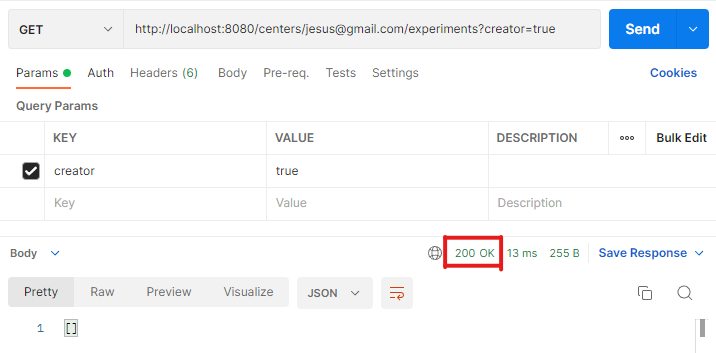 GET http://localhost:8080/centers/jesus@gmail.com/experiments?creator=true Send
Params Auth Headers (6) Body Pre-req. Tests Settings Cookies
Query Params
KEY VALUE DESCRIPTION ooo Bulk Edit
creator true
Key Value Description
Body 200 OK 13 ms 255 B Save Response
Pretty Raw Preview Visualize JSON
1 []